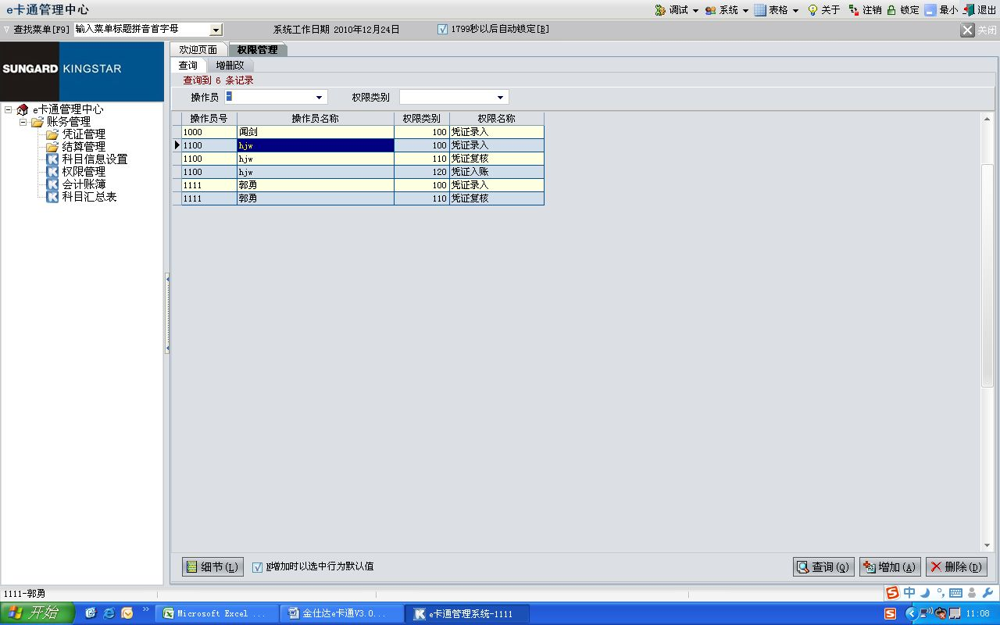 e卡通管理中心 调试 系统 表格 关于 注销 锁定 最小 退出
查找菜单[F9] 输入菜单标题拼音首字母 系统工作日期 2010年12月24日 1799秒以后自动锁定[B] 关闭
SUNGARD KINGSTAR
e卡通管理中心
账务管理
凭证管理
结算管理
科目信息设置
权限管理
会计账簿
科目汇总表
欢迎页面 权限管理
查询 增删改
查询到 6 条记录
操作员 权限类别
操作员号 操作员名称 权限类别 权限名称
1000 闻剑 100 凭证录入
1100 hjw 100 凭证录入
1100 hjw 110 凭证复核
1100 hjw 120 凭证入账
1111 郭勇 100 凭证录入
1111 郭勇 110 凭证复核
细节(L) N增加时以选中行为默认值 查询(Q) 增加(A) 删除(D)
1111-郭勇 中
开始 Microsoft Excel ... 金仕达e卡通V3.0... e卡通管理系统-1111 11:08